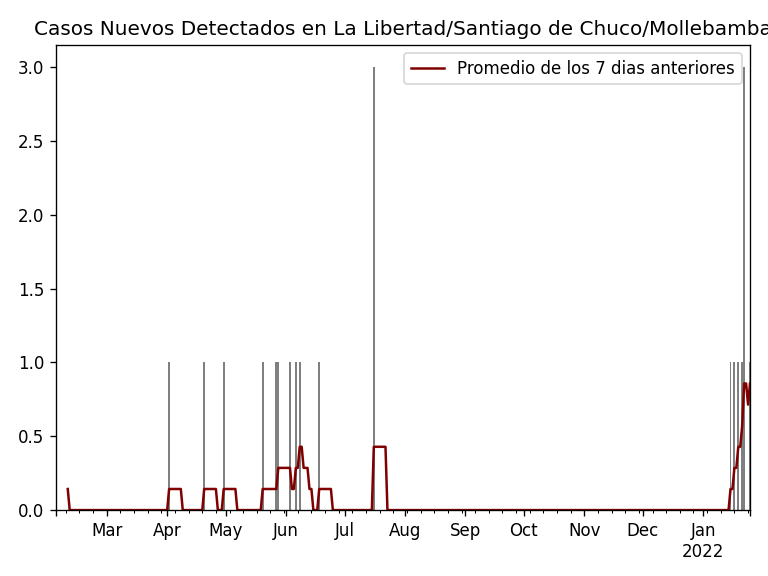 Casos Nuevos Detectados en La Libertad/Santiago de Chuco/Mollebamba
Promedio de los 7 dias anteriores
3.0
2.5
2.0
1.5
1.0
0.5
0.0
Mar Apr May Jun Jul Aug Sep Oct Nov Dec Jan
2022